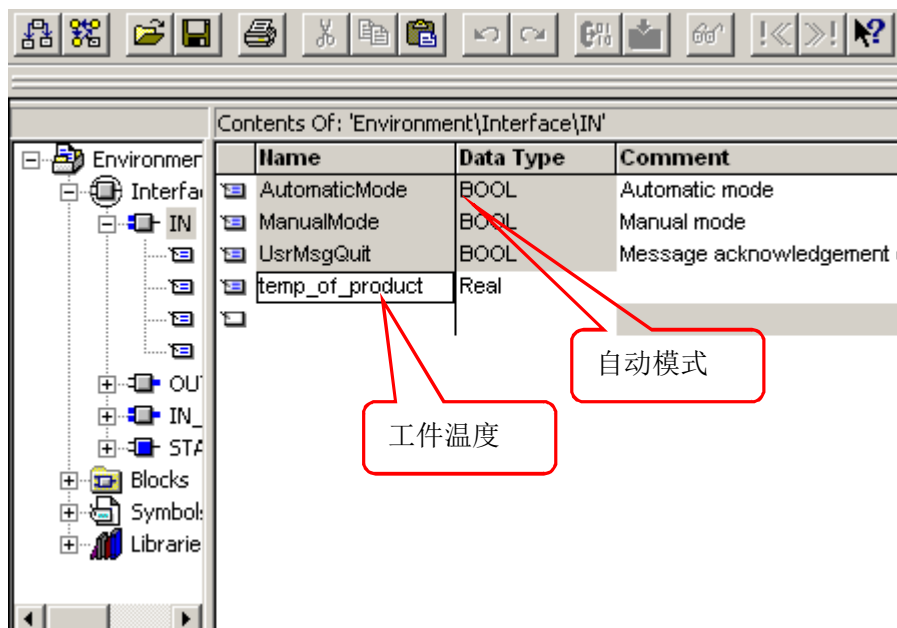 Contents Of: 'Environment\Interface\IN'
Name Data Type Comment
Environmer
Interfa
IN
OU
IN_
STA
Blocks
Symbol
Librarie
AutomaticMode BOOL Automatic mode
ManualMode BOOL Manual mode
UsrMsgQuit BOOL Message acknowledgement
temp_of_product Real
自动模式
工件温度